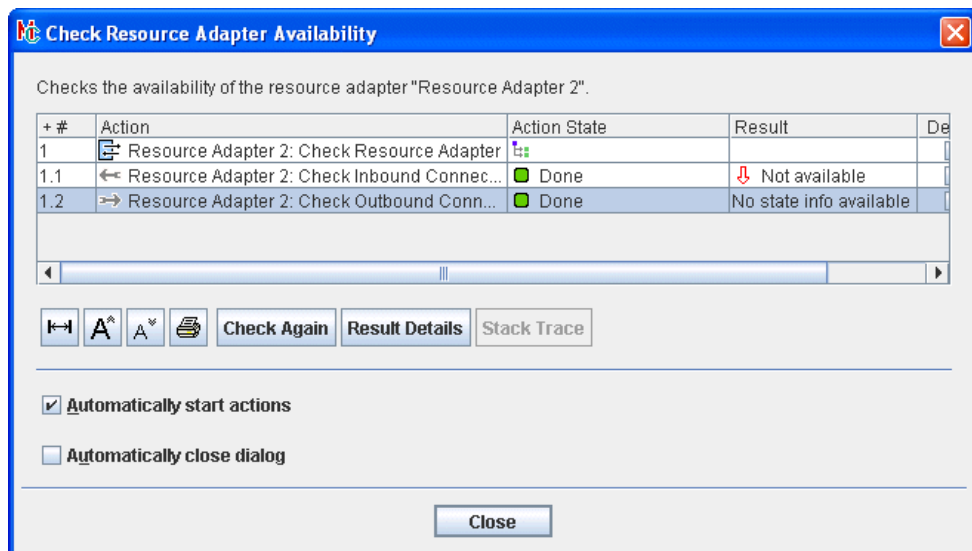 Check Resource Adapter Availability
Checks the availability of the resource adapter "Resource Adapter 2".
+ # Action Action State Result De
1 Resource Adapter 2: Check Resource Adapter
1.1 Resource Adapter 2: Check Inbound Connec... Done Not available
1.2 Resource Adapter 2: Check Outbound Conn... Done No state info available
A A Check Again Result Details Stack Trace
Automatically start actions
Automatically close dialog
Close